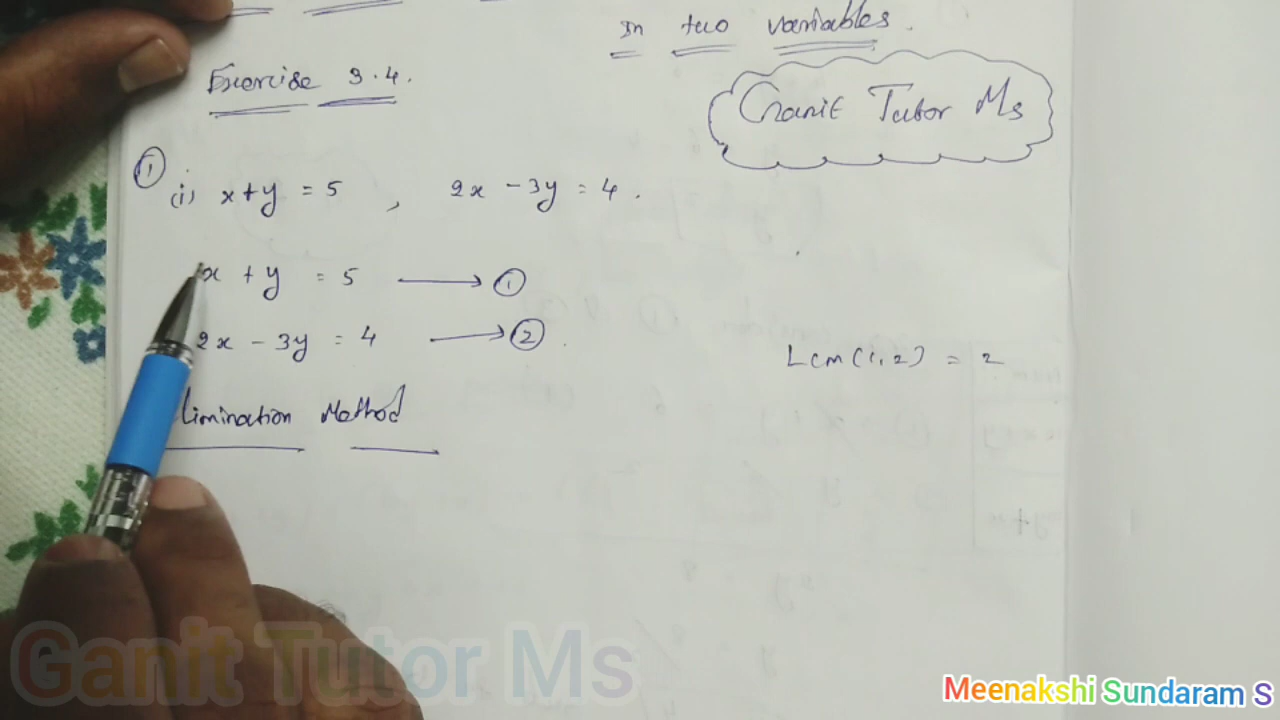 In two variables.
Exercise 3.4.
Ganit Tutor Ms
①
(i) x+y = 5 , 2x - 3y = 4.
x + y = 5 ⟶ ①
2x - 3y = 4 ⟶ ②.
Lcm(1,2) = 2
limination Method
Ganit Tutor Ms
Meenakshi Sundaram S